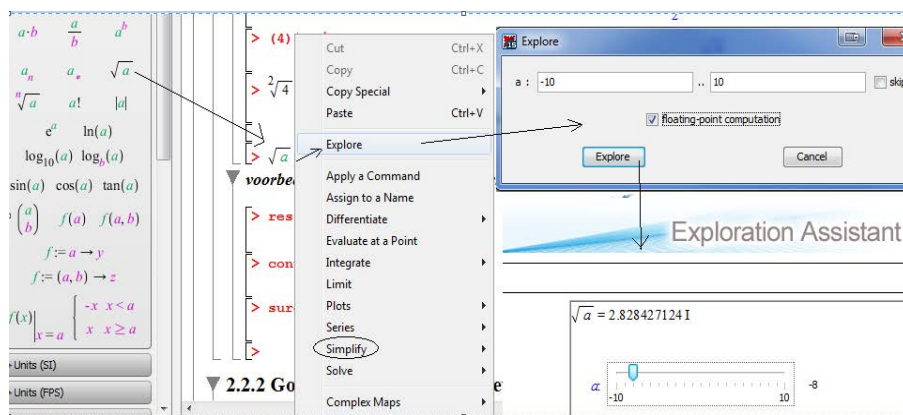 a·b a/b a^b
a_n a_* √a
ⁿ√a a! |a|
e^a ln(a)
log₁₀(a) log_b(a)
sin(a) cos(a) tan(a)
(a b) f(a) f(a, b)
f := a → y
f := (a, b) → z
f(x)|x = a { -x x < a
x x ≥ a
Units (SI)
Units (FPS)
> (4)
> ²√4
> √a
voorbe
> res
> con
> sur
>
2.2.2 Go
Cut Ctrl+X
Copy Ctrl+C
Copy Special
Paste Ctrl+V
Explore
Apply a Command
Assign to a Name
Differentiate
Evaluate at a Point
Integrate
Limit
Plots
Series
Simplify
Solve
Complex Maps
2
Explore
a : -10 .. 10 skip
floating-point computation
Explore Cancel
Exploration Assistant
√a = 2.828427124 I
a -8
-10 10